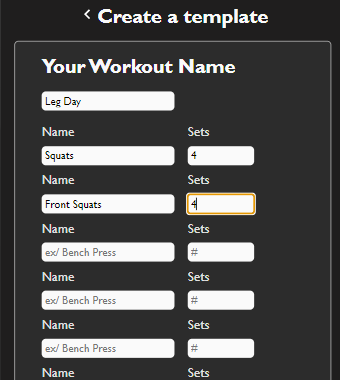 Create a template
Your Workout Name
Leg Day
Name Sets
Squats 4
Name Sets
Front Squats 4
Name Sets
ex/ Bench Press #
Name Sets
ex/ Bench Press #
Name Sets
ex/ Bench Press #
Name Sets